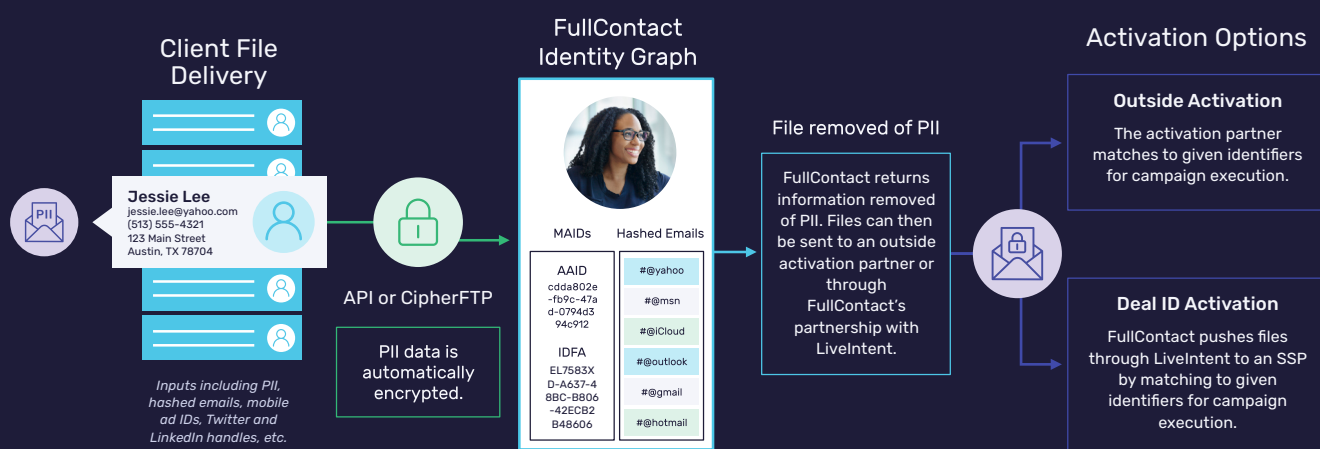 Client File
Delivery
PII
Jessie Lee
jessie.lee@yahoo.com
(513) 555-4321
123 Main Street
Austin, TX 78704
Inputs including PII,
hashed emails, mobile
ad IDs, Twitter and
LinkedIn handles, etc.
API or CipherFTP
PII data is
automatically
encrypted.
FullContact
Identity Graph
MAIDs
AAID
cdda802e
-fb9c-47a
d-0794d3
94c912
IDFA
EL7583X
D-A637-4
8BC-B806
-42ECB2
B48606
Hashed Emails
#@yahoo
#@msn
#@iCloud
#@outlook
#@gmail
#@hotmail
File removed of PII
FullContact returns
information removed
of PII. Files can then
be sent to an outside
activation partner or
through
FullContact’s
partnership with
LiveIntent.
Activation Options
Outside Activation
The activation partner
matches to given identifiers
for campaign execution.
Deal ID Activation
FullContact pushes files
through LiveIntent to an SSP
by matching to given
identifiers for campaign
execution.